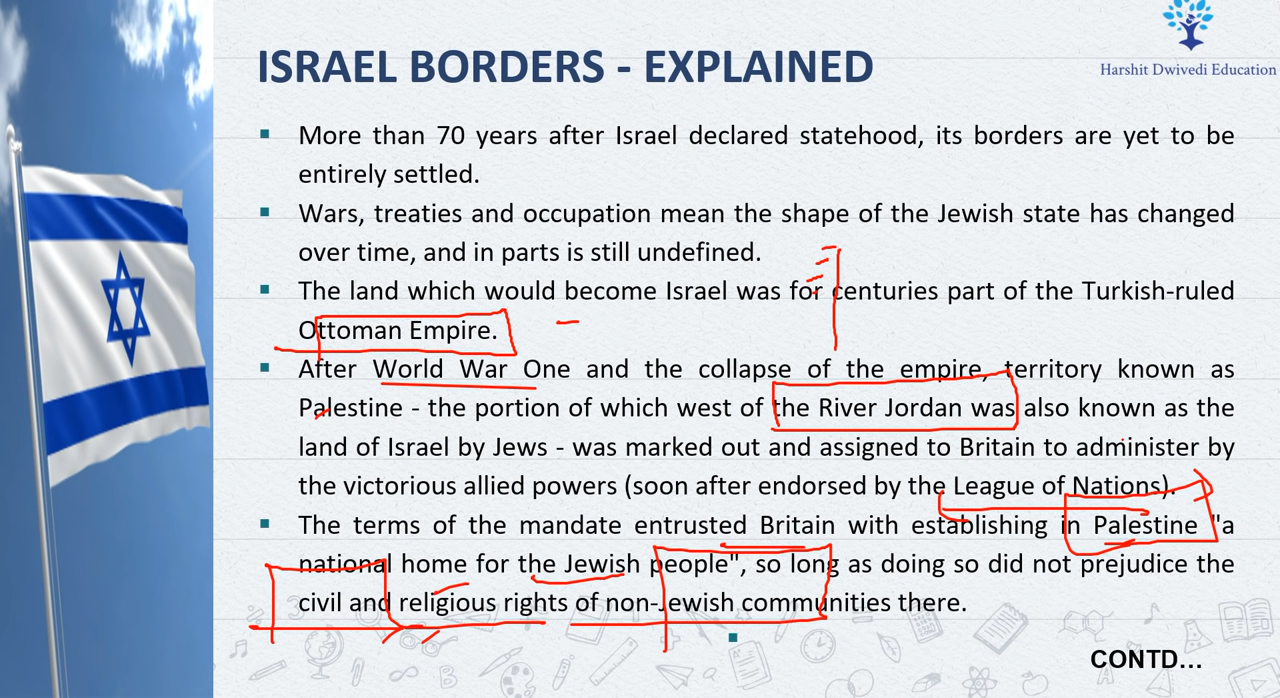 Harshit Dwivedi Education
ISRAEL BORDERS - EXPLAINED
▪ More than 70 years after Israel declared statehood, its borders are yet to be
entirely settled.
▪ Wars, treaties and occupation mean the shape of the Jewish state has changed
over time, and in parts is still undefined.
▪ The land which would become Israel was for centuries part of the Turkish-ruled
Ottoman Empire.
▪ After World War One and the collapse of the empire, territory known as
Palestine - the portion of which west of the River Jordan was also known as the
land of Israel by Jews - was marked out and assigned to Britain to administer by
the victorious allied powers (soon after endorsed by the League of Nations).
▪ The terms of the mandate entrusted Britain with establishing in Palestine "a
national home for the Jewish people", so long as doing so did not prejudice the
civil and religious rights of non-Jewish communities there.
CONTD...